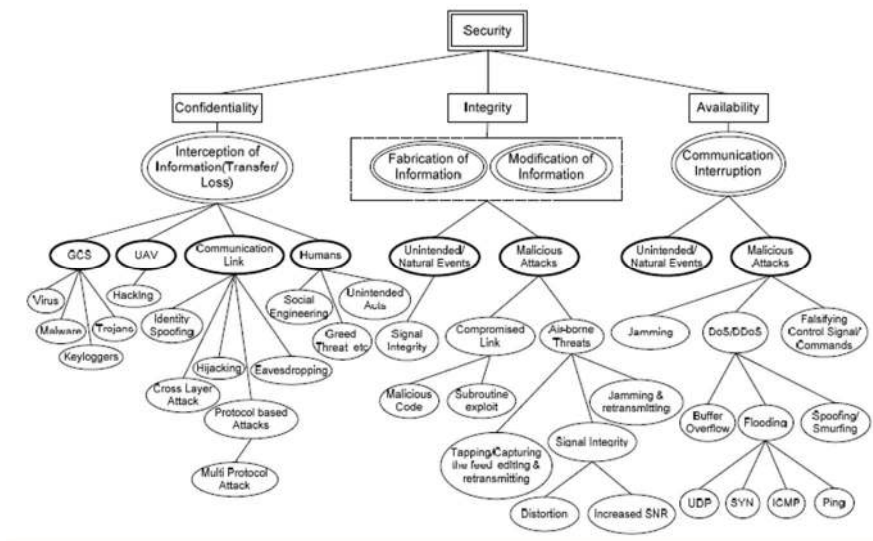 Security
Confidentiality
Integrity
Availability
Interception of
Information(Transfer/
Loss)
Fabrication of
Information
Modification of
Information
Communication
Interruption
GCS
UAV
Communication
Link
Humans
Unintended/
Natural Events
Malicious
Attacks
Unintended/
Natural Events
Malicious
Attacks
Virus
Malware
Keyloggers
Trojans
Hacking
Identity
Spoofing
Cross Layer
Attack
Hijacking
Protocol based
Attacks
Multi Protocol
Attack
Eavesdropping
Social
Engineering
Greed
Threat etc
Unintended
Acts
Signal
Integrity
Compromised
Link
Malicious
Code
Subroutine
exploit
Air-borne
Threats
Tapping/Capturing
the feed editing &
retransmitting
Signal Integrity
Distortion
Increased SNR
Jamming &
retransmitting
Jamming
DoS/DDoS
Falsifying
Control Signal/
Commands
Buffer
Overflow
Flooding
Spoofing/
Smurfing
UDP
SYN
ICMP
Ping